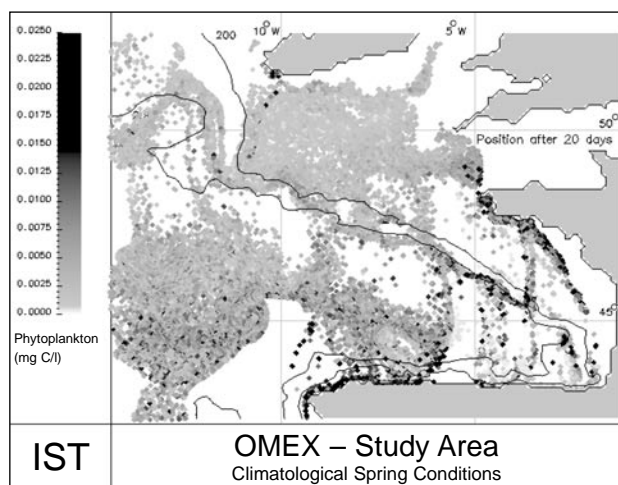 0.0250
0.0225
0.0200
0.0175
0.0150
0.0125
0.0100
0.0075
0.0050
0.0025
0.0000
Phytoplankton
(mg C/l)
200
10 W
5 W
50
Position after 20 days
45
IST
OMEX – Study Area
Climatological Spring Conditions